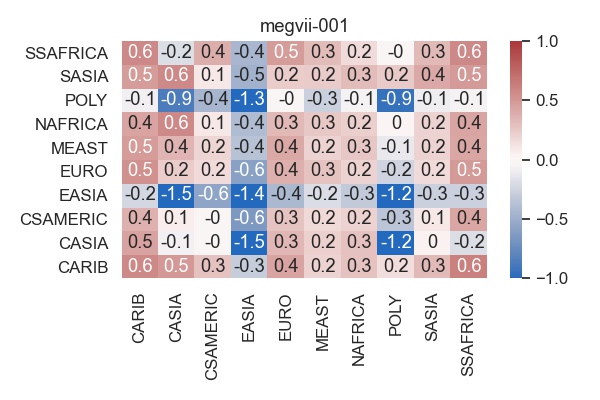 megvii-001
SSAFRICA 0.6 -0.2 0.4 -0.4 0.5 0.3 0.2 -0 0.3 0.6
SASIA 0.5 0.6 0.1 -0.5 0.2 0.2 0.3 0.2 0.4 0.5
POLY -0.1 -0.9 -0.4 -1.3 -0 -0.3 -0.1 -0.9 -0.1 -0.1
NAFRICA 0.4 0.6 0.1 -0.4 0.3 0.3 0.2 0 0.2 0.4
MEAST 0.5 0.4 0.2 -0.4 0.4 0.2 0.3 -0.1 0.2 0.4
EURO 0.5 0.2 0.2 -0.6 0.4 0.3 0.2 -0.2 0.2 0.5
EASIA -0.2 -1.5 -0.6 -1.4 -0.4 -0.2 -0.3 -1.2 -0.3 -0.3
CSAMERIC 0.4 0.1 -0 -0.6 0.3 0.2 0.2 -0.3 0.1 0.4
CASIA 0.5 -0.1 -0 -1.5 0.3 0.2 0.3 -1.2 0 -0.2
CARIB 0.6 0.5 0.3 -0.3 0.4 0.2 0.3 0.2 0.3 0.6
CARIB CASIA CSAMERIC EASIA EURO MEAST NAFRICA POLY SASIA SSAFRICA
1.0
0.5
0.0
−0.5
−1.0